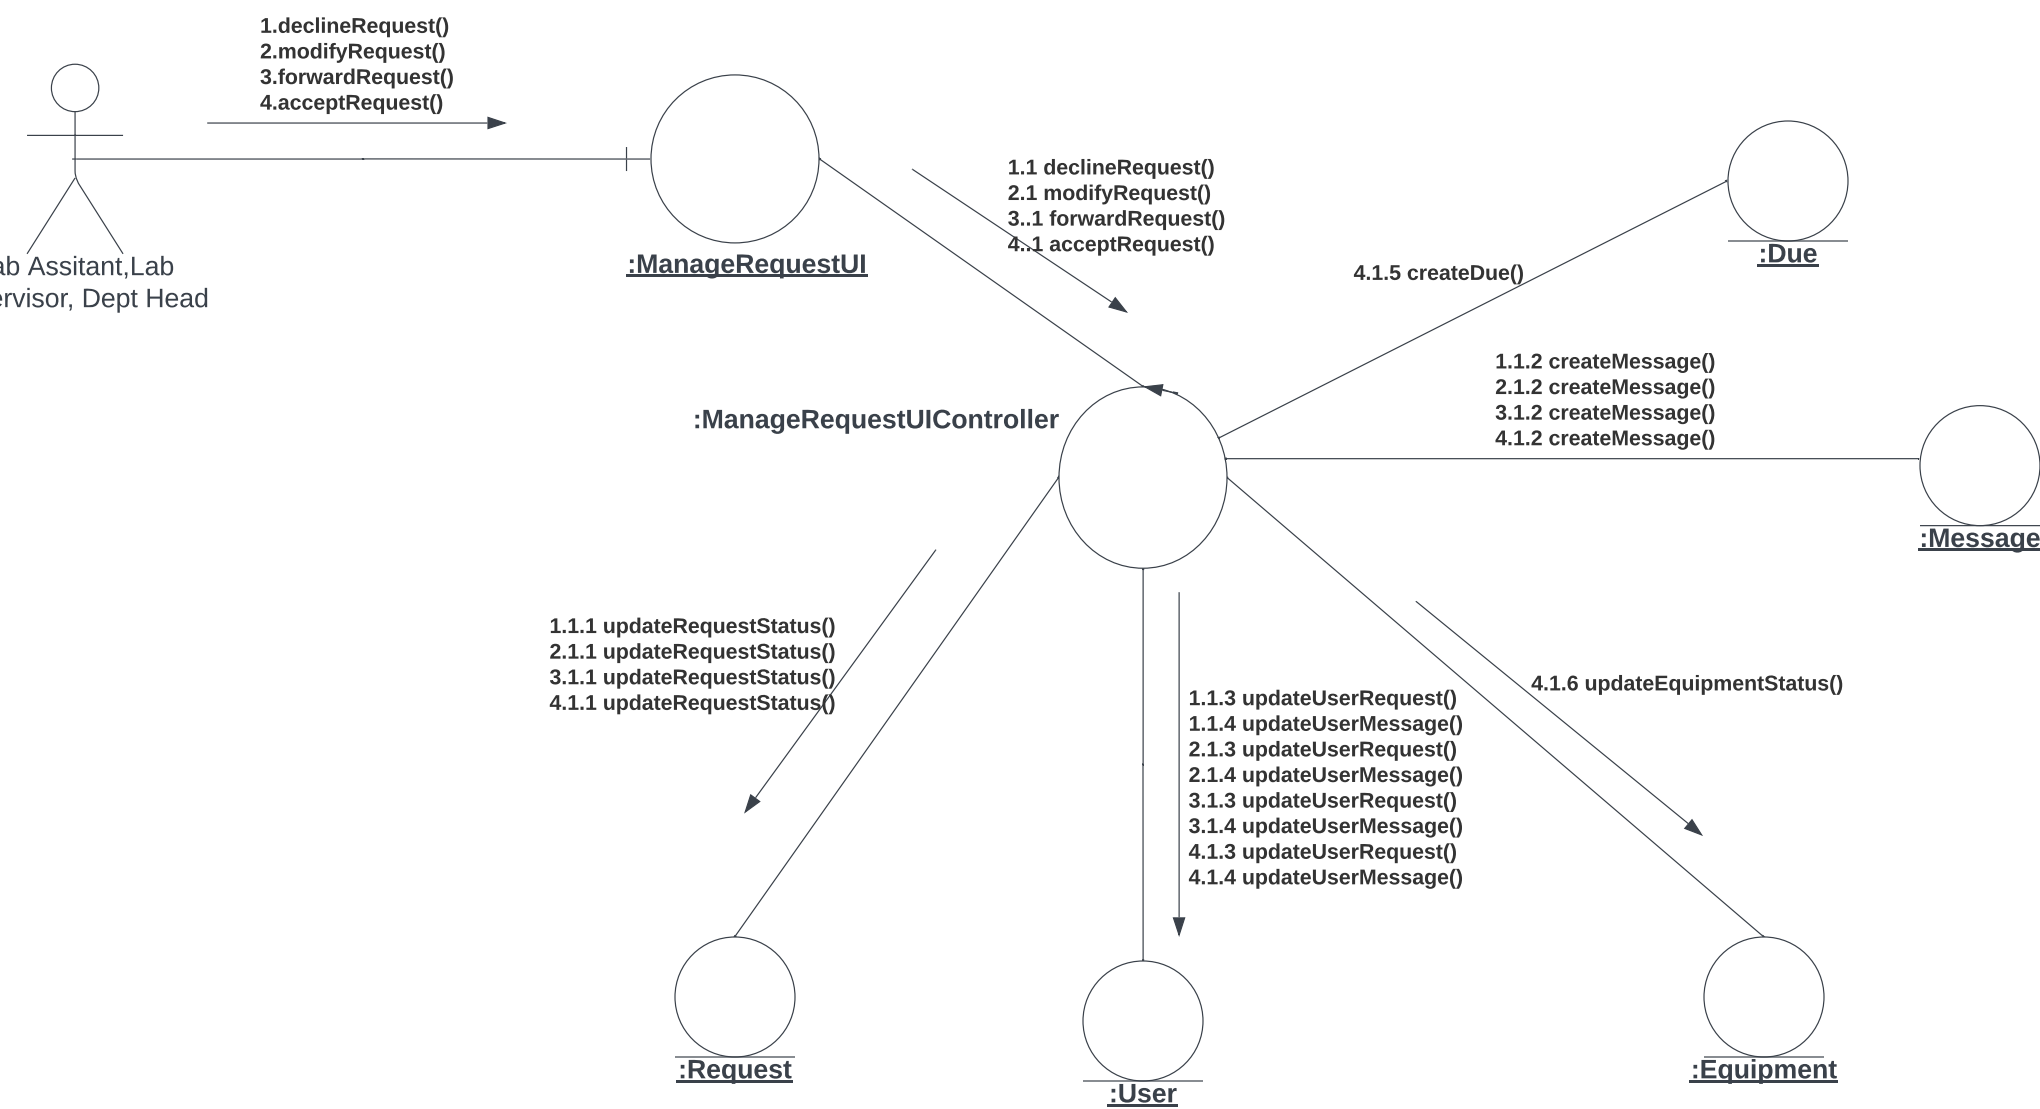 1.declineRequest()
2.modifyRequest()
3.forwardRequest()
4.acceptRequest()
ab Assitant,Lab
ervisor, Dept Head
:ManageRequestUI
1.1 declineRequest()
2.1 modifyRequest()
3..1 forwardRequest()
4..1 acceptRequest()
:Due
4.1.5 createDue()
1.1.2 createMessage()
2.1.2 createMessage()
3.1.2 createMessage()
4.1.2 createMessage()
:ManageRequestUIController
:Message
1.1.1 updateRequestStatus()
2.1.1 updateRequestStatus()
3.1.1 updateRequestStatus()
4.1.1 updateRequestStatus()
1.1.3 updateUserRequest()
1.1.4 updateUserMessage()
2.1.3 updateUserRequest()
2.1.4 updateUserMessage()
3.1.3 updateUserRequest()
3.1.4 updateUserMessage()
4.1.3 updateUserRequest()
4.1.4 updateUserMessage()
4.1.6 updateEquipmentStatus()
:Request
:User
:Equipment